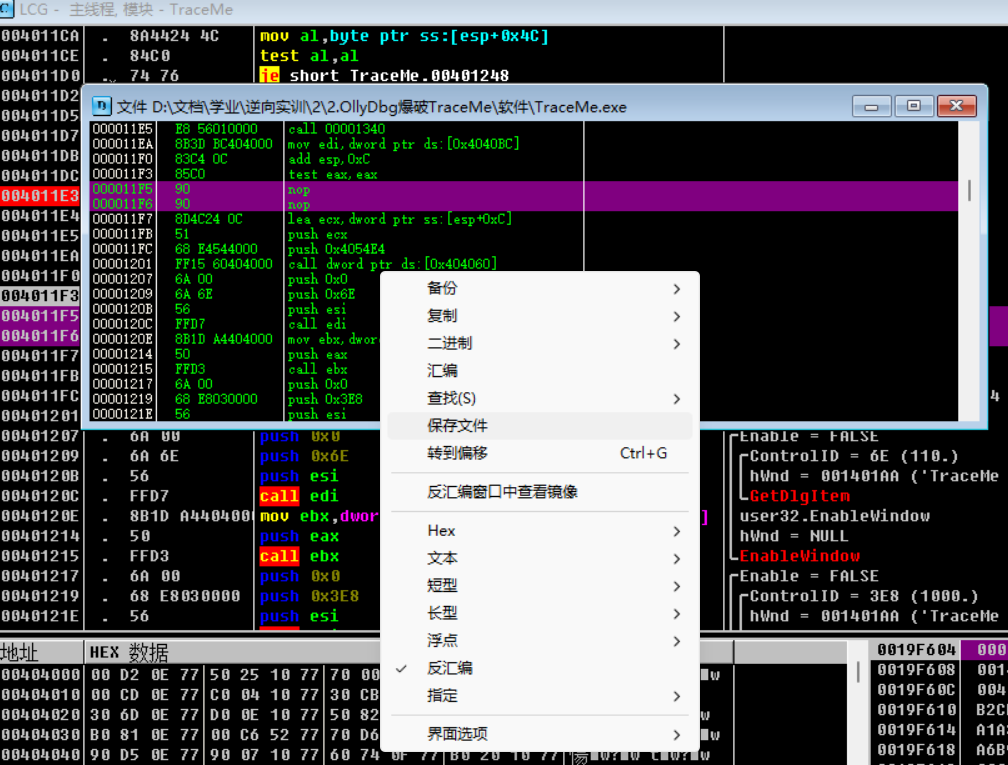 LCG - 主线程, 模块 - TraceMe
004011CA . 8A4424 4C mov al,byte ptr ss:[esp+0x4C]
004011CE . 84C0 test al,al
004011D0 .˅ 74 76 je short TraceMe.00401248
004011D2
004011D5
004011D7
004011DB
004011DC
004011E3
004011E4
004011E5
004011EA
004011F0
004011F3
004011F5
004011F6
004011F7
004011FB
004011FC
00401201
文件 D:\文档\学业\逆向实训\2\2.OllyDbg爆破TraceMe\软件\TraceMe.exe
000011E5 E8 56010000 call 00001340
000011EA 8B3D BC404000 mov edi,dword ptr ds:[0x4040BC]
000011F0 83C4 0C add esp,0xC
000011F3 85C0 test eax,eax
000011F5 90 nop
000011F6 90 nop
000011F7 8D4C24 0C lea ecx,dword ptr ss:[esp+0xC]
000011FB 51 push ecx
000011FC 68 E4544000 push 0x4054E4
00001201 FF15 60404000 call dword ptr ds:[0x404060]
00001207 6A 00 push 0x0
00001209 6A 6E push 0x6E
0000120B 56 push esi
0000120C FFD7 call edi
0000120E 8B1D A4404000 mov ebx,dwor
00001214 50 push eax
00001215 FFD3 call ebx
00001217 6A 00 push 0x0
00001219 68 E8030000 push 0x3E8
0000121E 56 push esi
4
备份
复制
二进制
汇编
查找(S)
保存文件
转到偏移 Ctrl+G
反汇编窗口中查看镜像
Hex
文本
短型
长型
浮点
反汇编
指定
界面选项
00401207 . 6A 00 push 0x0 Enable = FALSE
00401209 . 6A 6E push 0x6E ControlID = 6E (110.)
0040120B . 56 push esi hWnd = 001401AA ('TraceMe
0040120C . FFD7 call edi GetDlgItem
0040120E . 8B1D A440400 mov ebx,dwor ] user32.EnableWindow
00401214 . 50 push eax hWnd = NULL
00401215 . FFD3 call ebx EnableWindow
00401217 . 6A 00 push 0x0 Enable = FALSE
00401219 . 68 E8030000 push 0x3E8 ControlID = 3E8 (1000.)
0040121E . 56 push esi hWnd = 001401AA ('TraceMe
地址 HEX 数据
00404000 00 D2 0E 77 50 25 10 77 70 00
00404010 00 CD 0E 77 C0 04 10 77 30 CB
00404020 30 6D 0E 77 D0 0E 10 77 50 82
00404030 B0 81 0E 77 00 C6 52 77 70 D6
00404040 90 D5 0E 77 90 07 10 77 60 74 0F 77 B0 20 10 77
0019F604 000
0019F608 001
0019F60C 004
0019F610 B2C
0019F614 A1A
0019F618 A6B